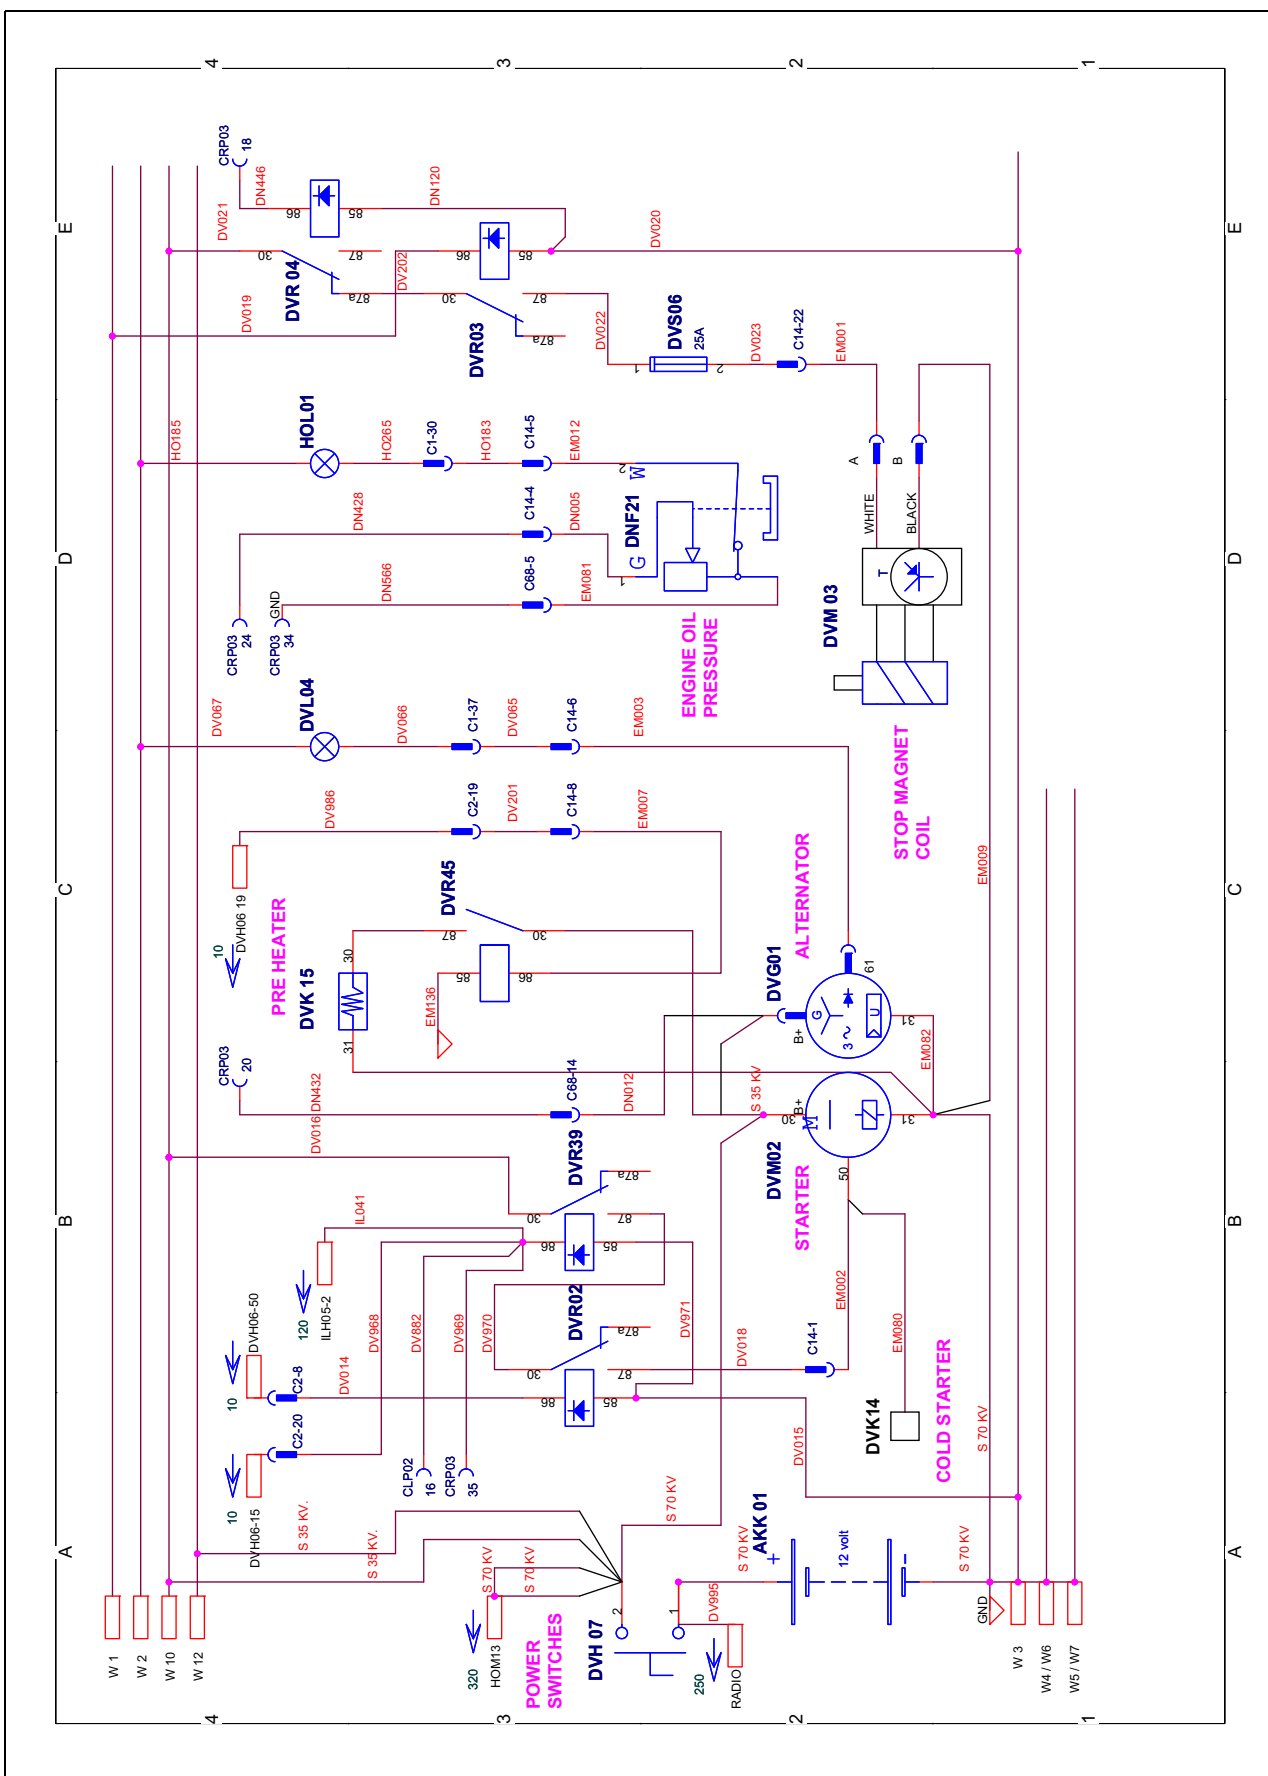 4
3
2
1
E
D
C
B
A
E
D
C
B
A
4
3
2
1
W 1
W 2
W 10
W 12
CRP03
18
DV021
DN446
86
85
DN120
30
87
87a
DVR 04
DV019
DV202
86
85
30
87
87a
DVR03
DV020
DV022
1
2
DVS06
25A
DV023
C14-22
EM001
HO185
HOL01
HO265
C1-30
HO183
C14-5
EM012
2
W
DN428
C14-4
DN005
1
G
DNF21
DN566
C68-5
EM081
CRP03
24
CRP03
34
GND
ENGINE OIL
PRESSURE
A
B
WHITE
BLACK
T
DVM 03
STOP MAGNET
COIL
DV067
DVL04
DV066
C1-37
DV065
C14-6
EM003
DV986
C2-19
DV201
C14-8
EM007
10
DVH06 19
PRE HEATER
DVK 15
30
31
DVR45
87
30
85
86
EM136
ALTERNATOR
DVG01
B+
G
3
U
61
31
EM082
EM009
CRP03
20
DV016
DN432
C68-14
DN012
S 35 KV
30
B+
M
31
50
DVM02
STARTER
DVR39
30
87
87a
86
85
IL041
120
ILH05-2
DV968
DV882
DV969
DV970
DV971
DVR02
30
87
87a
86
85
DV018
C14-1
EM002
EM080
10
DVH06-50
C2-8
DV014
10
DVH06-15
C2-20
CLP02
16
CRP03
35
DV015
DVK14
COLD STARTER
S 70 KV
S 35 KV.
S 35 KV.
S 70 KV
S 70 KV
S 70 KV
320
HOM13
POWER
SWITCHES
DVH 07
2
1
DV995
250
RADIO
S 70 KV
AKK 01
+
12 volt
-
S 70 KV
GND
W 3
W4 / W6
W5 / W7